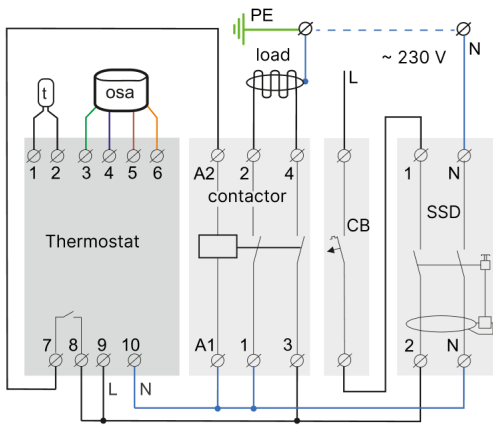 PE
load
~ 230 V
N
L
t
osa
1 2 3 4 5 6
A2 2 4
1 N
contactor
CB
SSD
Thermostat
7 8 9 10
A1 1 3
2 N
L N